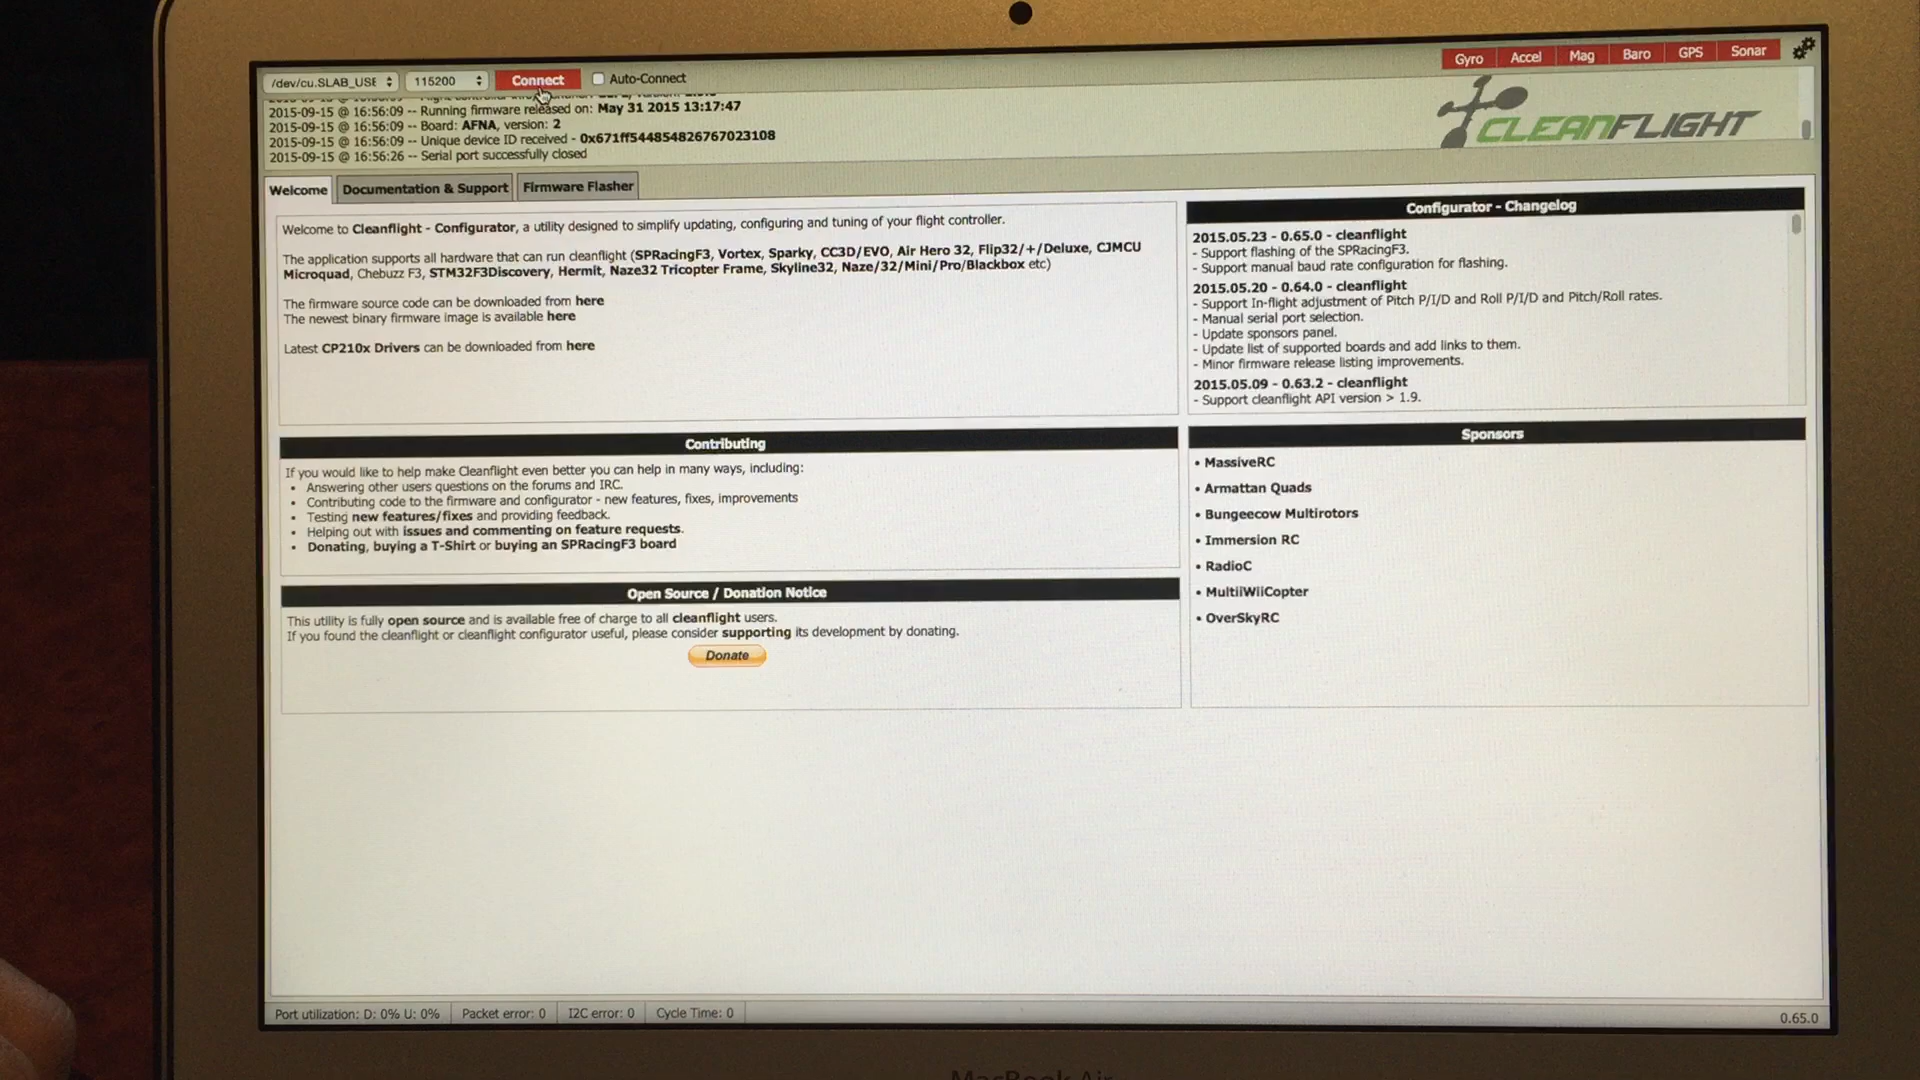 /dev/cu.SLAB_USE 115200 Connect Auto-Connect Gyro Accel Mag Baro GPS Sonar
2015-09-15 @ 16:56:09 -- Running firmware released on: May 31 2015 13:17:47
2015-09-15 @ 16:56:09 -- Board: AFNA, version: 2
2015-09-15 @ 16:56:09 -- Unique device ID received - 0x671ff544854826767023108
2015-09-15 @ 16:56:26 -- Serial port successfully closed
CLEANFLIGHT
Welcome Documentation & Support Firmware Flasher
Welcome to Cleanflight - Configurator, a utility designed to simplify updating, configuring and tuning of your flight controller.
The application supports all hardware that can run cleanflight (SPRacingF3, Vortex, Sparky, CC3D/EVO, Air Hero 32, Flip32/+/Deluxe, CJMCU
Microquad, Chebuzz F3, STM32F3Discovery, Hermit, Naze32 Tricopter Frame, Skyline32, Naze/32/Mini/Pro/Blackbox etc)
The firmware source code can be downloaded from here
The newest binary firmware image is available here
Latest CP210x Drivers can be downloaded from here
Configurator - Changelog
2015.05.23 - 0.65.0 - cleanflight
- Support flashing of the SPRacingF3.
- Support manual baud rate configuration for flashing.
2015.05.20 - 0.64.0 - cleanflight
- Support In-flight adjustment of Pitch P/I/D and Roll P/I/D and Pitch/Roll rates.
- Manual serial port selection.
- Update sponsors panel.
- Update list of supported boards and add links to them.
- Minor firmware release listing improvements.
2015.05.09 - 0.63.2 - cleanflight
- Support cleanflight API version > 1.9.
Contributing
If you would like to help make Cleanflight even better you can help in many ways, including:
• Answering other users questions on the forums and IRC.
• Contributing code to the firmware and configurator - new features, fixes, improvements
• Testing new features/fixes and providing feedback.
• Helping out with issues and commenting on feature requests.
• Donating, buying a T-Shirt or buying an SPRacingF3 board
Sponsors
• MassiveRC
• Armattan Quads
• Bungeecow Multirotors
• Immersion RC
• RadioC
• MultiiWiiCopter
• OverSkyRC
Open Source / Donation Notice
This utility is fully open source and is available free of charge to all cleanflight users.
If you found the cleanflight or cleanflight configurator useful, please consider supporting its development by donating.
Donate
Port utilization: D: 0% U: 0% Packet error: 0 I2C error: 0 Cycle Time: 0 0.65.0
MacBook Air